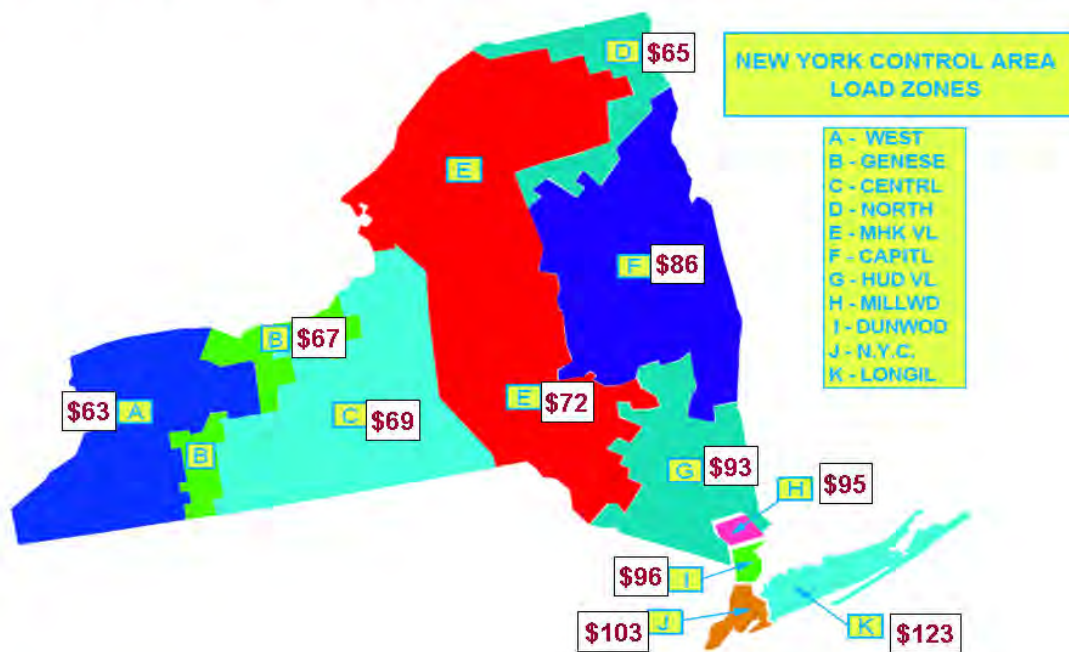 D $65
NEW YORK CONTROL AREA
LOAD ZONES
A - WEST
B - GENESE
C - CENTRL
D - NORTH
E - MHK VL
F - CAPITL
G - HUD VL
H - MILLWD
I - DUNWOD
J - N.Y.C.
K - LONGIL
E
F $86
B $67
$63 A
E $72
C $69
B
G $93
H $95
$96 I
$103 J
K $123